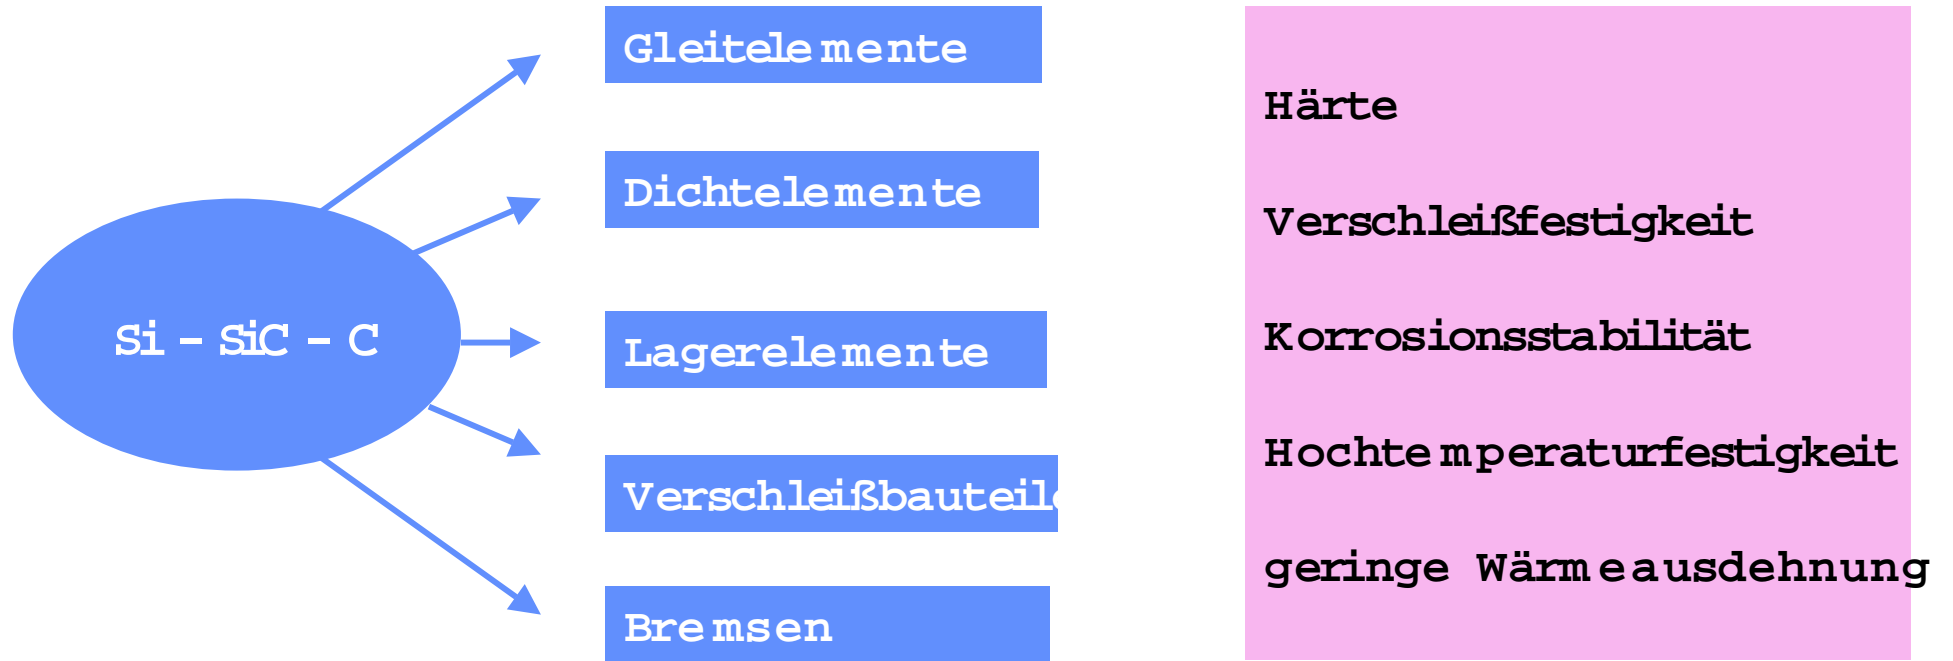 Si – SiC – C
Gleitelemente
Dichtelemente
Lagerelemente
Verschleißbauteile
Bremsen
Härte
Verschleißfestigkeit
Korrosionsstabilität
Hochtemperaturfestigkeit
geringe Wärmeausdehnung